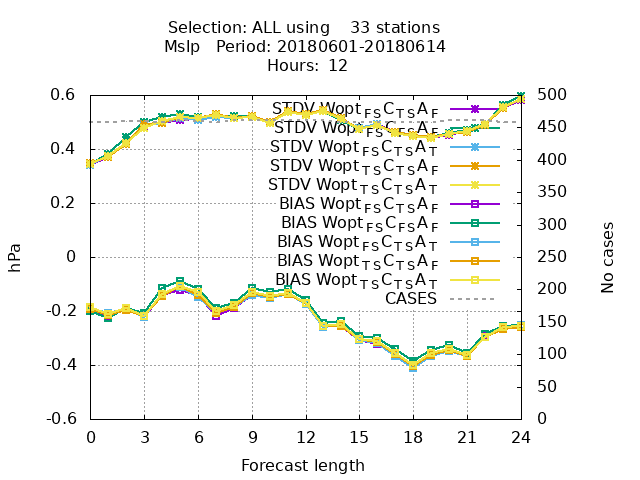 Selection: ALL using 33 stations
Mslp Period: 20180601-20180614
Hours: 12
STDV Wopt FS C TS A F
STDV Wopt FS C FS A F
STDV Wopt FS C TS A T
STDV Wopt TS C TS A F
STDV Wopt TS C TS A T
BIAS Wopt FS C TS A F
BIAS Wopt FS C FS A F
BIAS Wopt FS C TS A T
BIAS Wopt TS C FS A F
BIAS Wopt TS C TS A T
CASES
0.6
0.4
0.2
0
-0.2
-0.4
-0.6
hPa
500
450
400
350
300
250
200
150
100
50
0
No cases
0 3 6 9 12 15 18 21 24
Forecast length